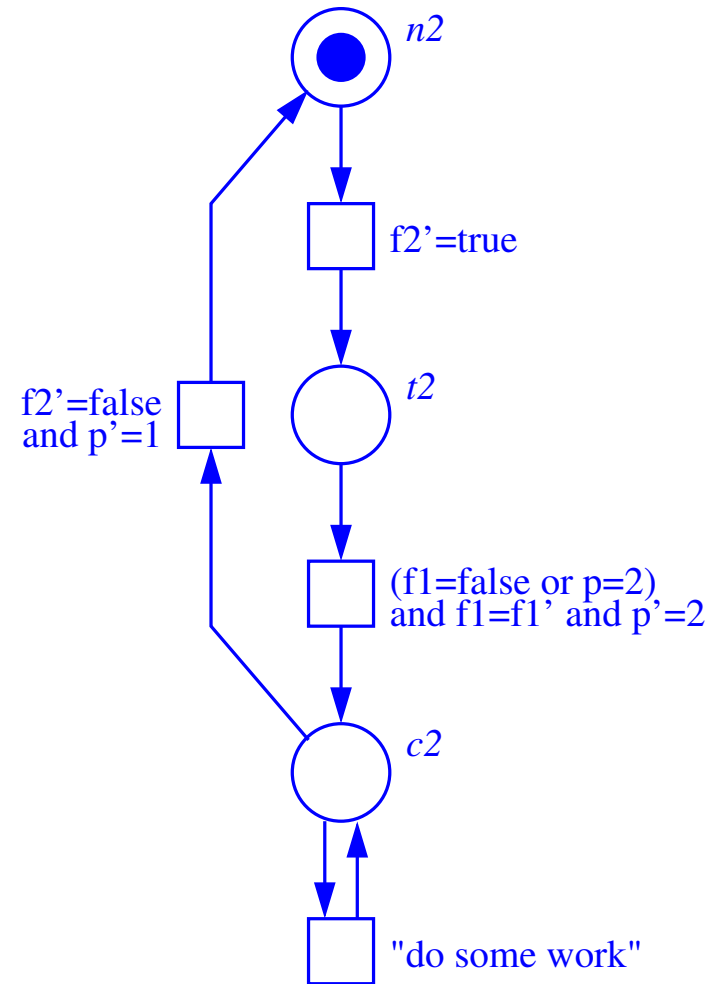 n2
f2’=true
t2
f2’=false
and p’=1
(f1=false or p=2)
and f1=f1’ and p’=2
c2
"do some work"